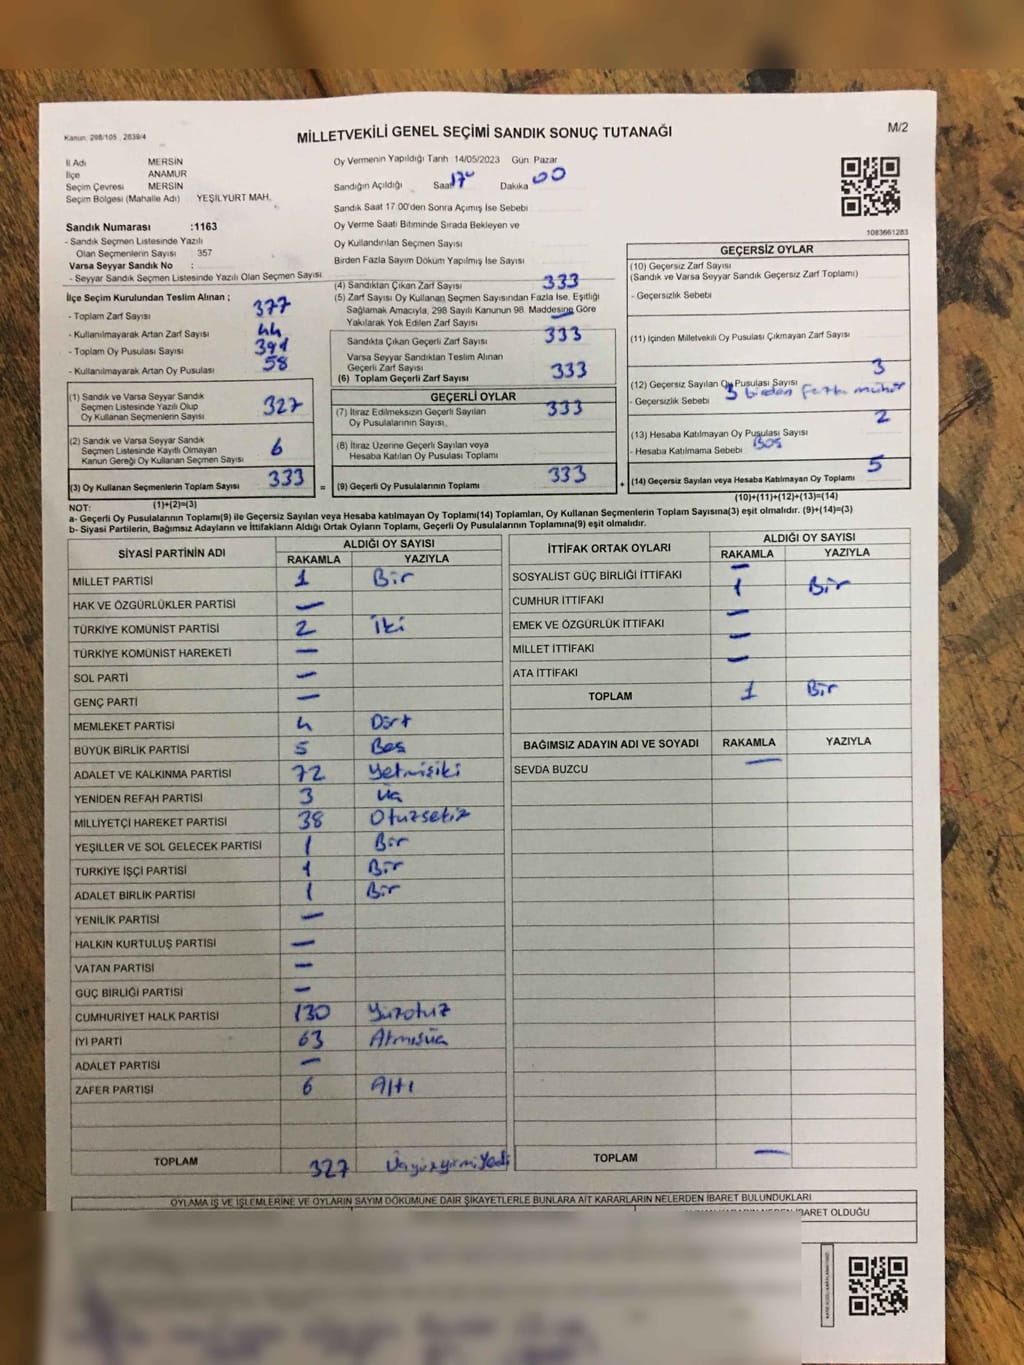 Kanun, 298/105 , 2839/4
MİLLETVEKİLİ GENEL SEÇİMİ SANDIK SONUÇ TUTANAĞI
M/2
İl Adı MERSİN
İlçe ANAMUR
Seçim Çevresi MERSİN
Seçim Bölgesi (Mahalle Adı) YEŞİLYURT MAH.
Sandık Numarası :1163
- Sandık Seçmen Listesinde Yazılı
Olan Seçmenlerin Sayısı 357
Varsa Seyyar Sandık No :
- Seyyar Sandık Seçmen Listesinde Yazılı Olan Seçmen Sayısı
Oy Vermenin Yapıldığı Tarih 14/05/2023 Gün Pazar
Sandığın Açıldığı Saat 17 Dakika 00
Sandık Saat 17:00'den Sonra Açımış İse Sebebi
Oy Verme Saati Bitiminde Sırada Bekleyen ve
Oy Kullandırılan Seçmen Sayısı
Birden Fazla Sayım Döküm Yapılmış İse Sayısı
1083661283
İlçe Seçim Kurulundan Teslim Alınan ;
- Toplam Zarf Sayısı 377
- Kullanılmayarak Artan Zarf Sayısı 44
- Toplam Oy Pusulası Sayısı 391
- Kullanılmayarak Artan Oy Pusulası 58
(1) Sandık ve Varsa Seyyar Sandık
Seçmen Listesinde Yazılı Olup
Oy Kullanan Seçmenlerin Sayısı 327
(2) Sandık ve Varsa Seyyar Sandık
Seçmen Listesinde Kayıtlı Olmayan
Kanun Gereği Oy Kullanan Seçmen Sayısı 6
(3) Oy Kullanan Seçmenlerin Toplam Sayısı 333
(1)+(2)=(3)
(4) Sandıktan Çıkan Zarf Sayısı 333
(5) Zarf Sayısı Oy Kullanan Seçmen Sayısından Fazla İse, Eşitliği
Sağlamak Amacıyla, 298 Sayılı Kanunun 98. Maddesine Göre
Yakılarak Yok Edilen Zarf Sayısı —
Sandıkta Çıkan Geçerli Zarf Sayısı 333
Varsa Seyyar Sandıktan Teslim Alınan
Geçerli Zarf Sayısı
(6) Toplam Geçerli Zarf Sayısı 333
GEÇERLİ OYLAR
(7) İtiraz Edilmeksizin Geçerli Sayılan
Oy Pusulalarının Sayısı 333
(8) İtiraz Üzerine Geçerli Sayılan veya
Hesaba Katılan Oy Pusulası Toplamı
= (9) Geçerli Oy Pusulalarının Toplamı 333 +
GEÇERSİZ OYLAR
(10) Geçersiz Zarf Sayısı
(Sandık ve Varsa Seyyar Sandık Geçersiz Zarf Toplamı)
- Geçersizlik Sebebi
(11) İçinden Milletvekili Oy Pusulası Çıkmayan Zarf Sayısı
(12) Geçersiz Sayılan Oy Pusulası Sayısı 3
- Geçersizlik Sebebi 3 birden fazla mühür
(13) Hesaba Katılmayan Oy Pusulası Sayısı 2
- Hesaba Katılmama Sebebi Boş
(14) Geçersiz Sayılan veya Hesaba Katılmayan Oy Toplamı 5
(10)+(11)+(12)+(13)=(14)
NOT:
a- Geçerli Oy Pusulalarının Toplamı(9) ile Geçersiz Sayılan veya Hesaba katılmayan Oy Toplamı(14) Toplamları, Oy Kullanan Seçmenlerin Toplam Sayısına(3) eşit olmalıdır. (9)+(14)=(3)
b- Siyasi Partilerin, Bağımsız Adayların ve İttifakların Aldığı Ortak Oyların Toplamı, Geçerli Oy Pusulalarının Toplamına(9) eşit olmalıdır.
SİYASİ PARTİNİN ADI ALDIĞI OY SAYISI
RAKAMLA YAZIYLA
MİLLET PARTİSİ 1 Bir
HAK VE ÖZGÜRLÜKLER PARTİSİ —
TÜRKİYE KOMÜNİST PARTİSİ 2 İki
TÜRKİYE KOMÜNİST HAREKETİ —
SOL PARTİ —
GENÇ PARTİ —
MEMLEKET PARTİSİ 4 Dört
BÜYÜK BİRLİK PARTİSİ 5 Beş
ADALET VE KALKINMA PARTİSİ 72 Yetmişiki
YENİDEN REFAH PARTİSİ 3 Üç
MİLLİYETÇİ HAREKET PARTİSİ 38 Otuzsekiz
YEŞİLLER VE SOL GELECEK PARTİSİ 1 Bir
TÜRKİYE İŞÇİ PARTİSİ 1 Bir
ADALET BİRLİK PARTİSİ 1 Bir
YENİLİK PARTİSİ —
HALKIN KURTULUŞ PARTİSİ —
VATAN PARTİSİ —
GÜÇ BİRLİĞİ PARTİSİ —
CUMHURİYET HALK PARTİSİ 130 Yüzotuz
İYİ PARTİ 63 Atmışüç
ADALET PARTİSİ —
ZAFER PARTİSİ 6 Altı
TOPLAM 327 Üçyüzyirmiyedi
İTTİFAK ORTAK OYLARI ALDIĞI OY SAYISI
RAKAMLA YAZIYLA
SOSYALİST GÜÇ BİRLİĞİ İTTİFAKI —
CUMHUR İTTİFAKI 1 Bir
EMEK VE ÖZGÜRLÜK İTTİFAKI —
MİLLET İTTİFAKI —
ATA İTTİFAKI —
TOPLAM 1 Bir
BAĞIMSIZ ADAYIN ADI VE SOYADI RAKAMLA YAZIYLA
SEVDA BUZCU —
TOPLAM —
OYLAMA İŞ VE İŞLEMLERİNE VE OYLARIN SAYIM DÖKÜMÜNE DAİR ŞİKAYETLERLE BUNLARA AİT KARARLARIN NELERDEN İBARET BULUNDUKLARI
İBARET OLDUĞU